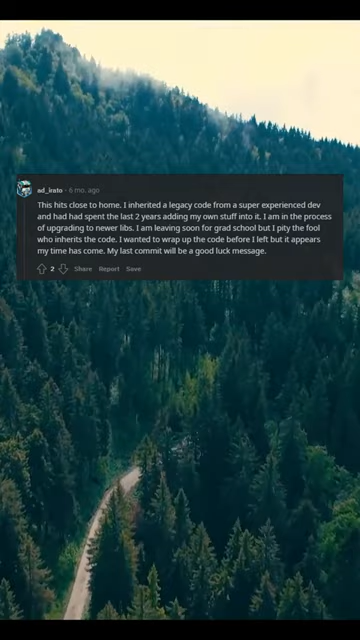 ad_irato · 6 mo. ago
This hits close to home. I inherited a legacy code from a super experienced dev
and had had spent the last 2 years adding my own stuff into it. I am in the process
of upgrading to newer libs. I am leaving soon for grad school but I pity the fool
who inherits the code. I wanted to wrap up the code before I left but it appears
my time has come. My last commit will be a good luck message.
2 Share Report Save